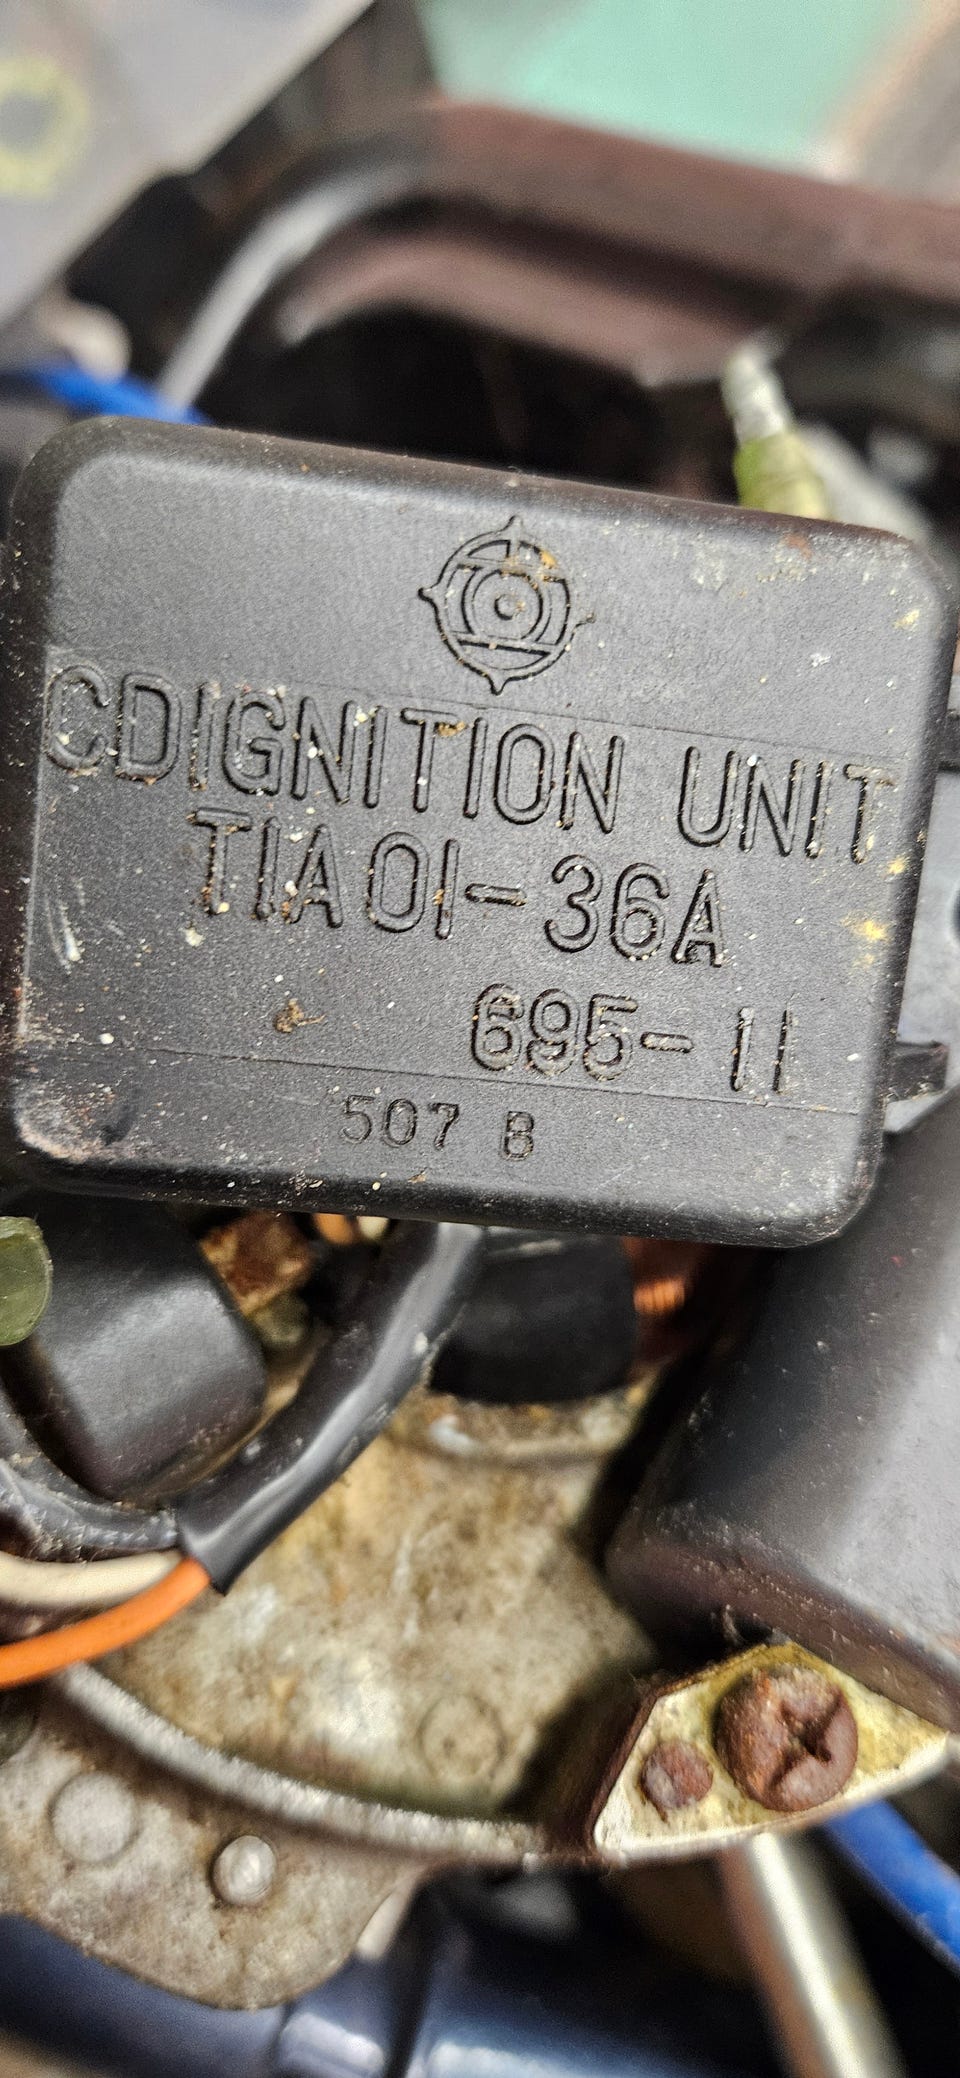 CDIGNITION UNIT
TIA01-36A
695-11
507 B